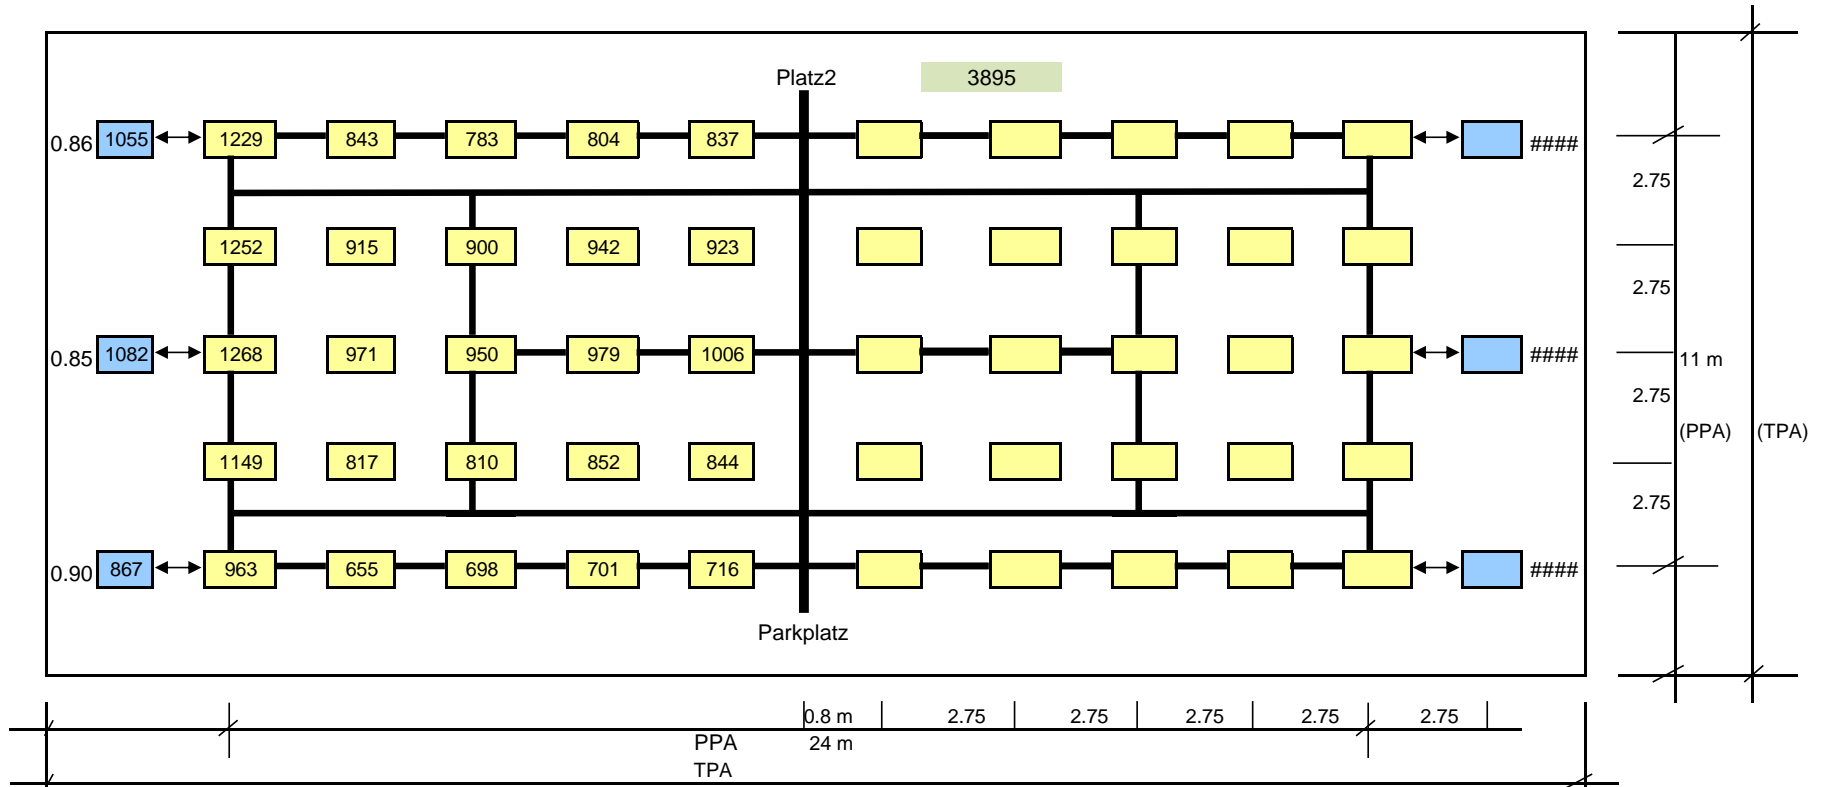 Platz2 3895
0.86 1055 1229 843 783 804 837 ####
2.75
1252 915 900 942 923
2.75
0.85 1082 1268 971 950 979 1006 ####
11 m
2.75
(PPA) (TPA)
1149 817 810 852 844
2.75
0.90 867 963 655 698 701 716 ####
Parkplatz
0.8 m 2.75 2.75 2.75 2.75 2.75
PPA 24 m
TPA